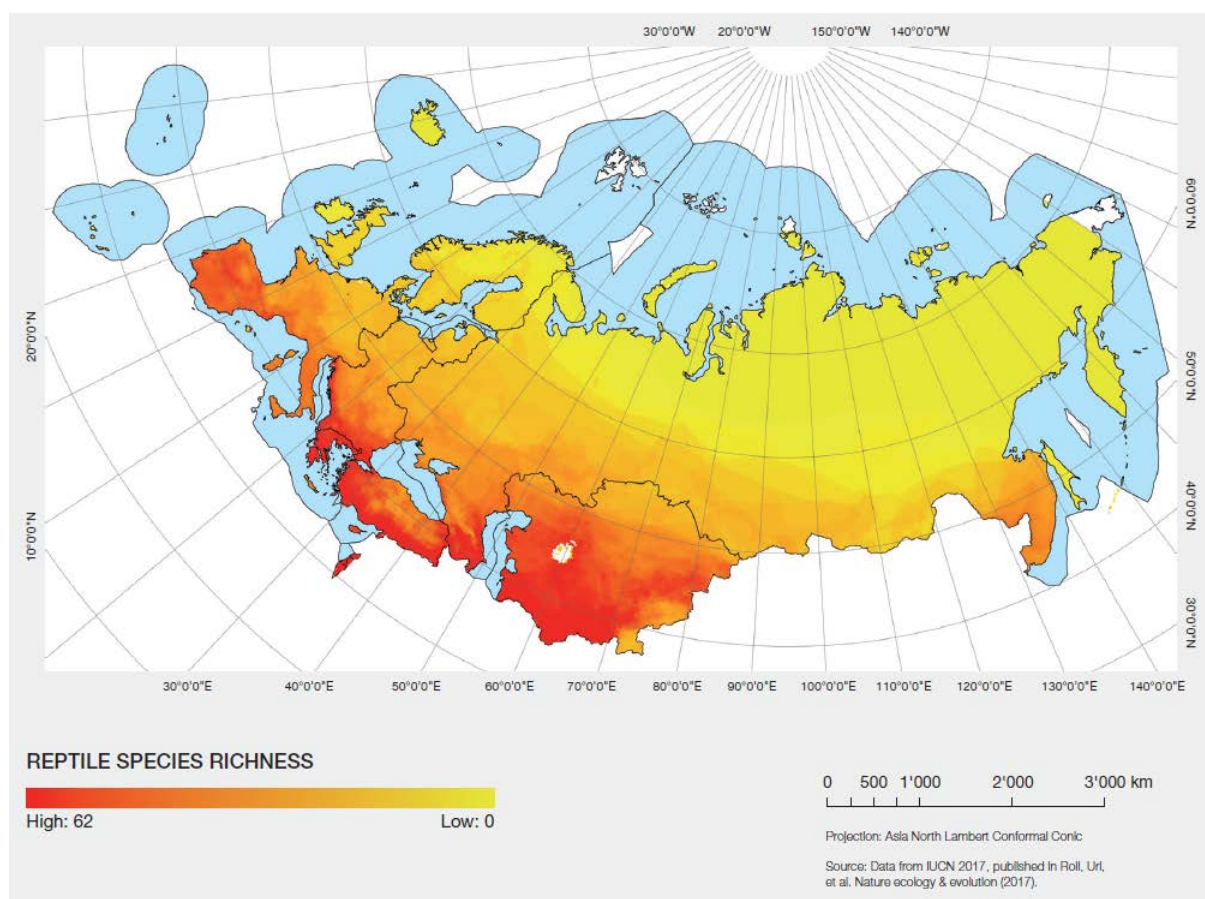 30°0'0"W 20°0'0"W 150°0'0"W 140°0'0"W
60°0'0"N
20°0'0"N
50°0'0"N
40°0'0"N
10°0'0"N
30°0'0"N
30°0'0"E 40°0'0"E 50°0'0"E 60°0'0"E 70°0'0"E 80°0'0"E 90°0'0"E 100°0'0"E 110°0'0"E 120°0'0"E 130°0'0"E 140°0'0"E
REPTILE SPECIES RICHNESS
High: 62 Low: 0
0 500 1'000 2'000 3'000 km
Projection: Asia North Lambert Conformal Conic
Source: Data from IUCN 2017, published in Roll, Uri,
et al. Nature ecology & evolution (2017).